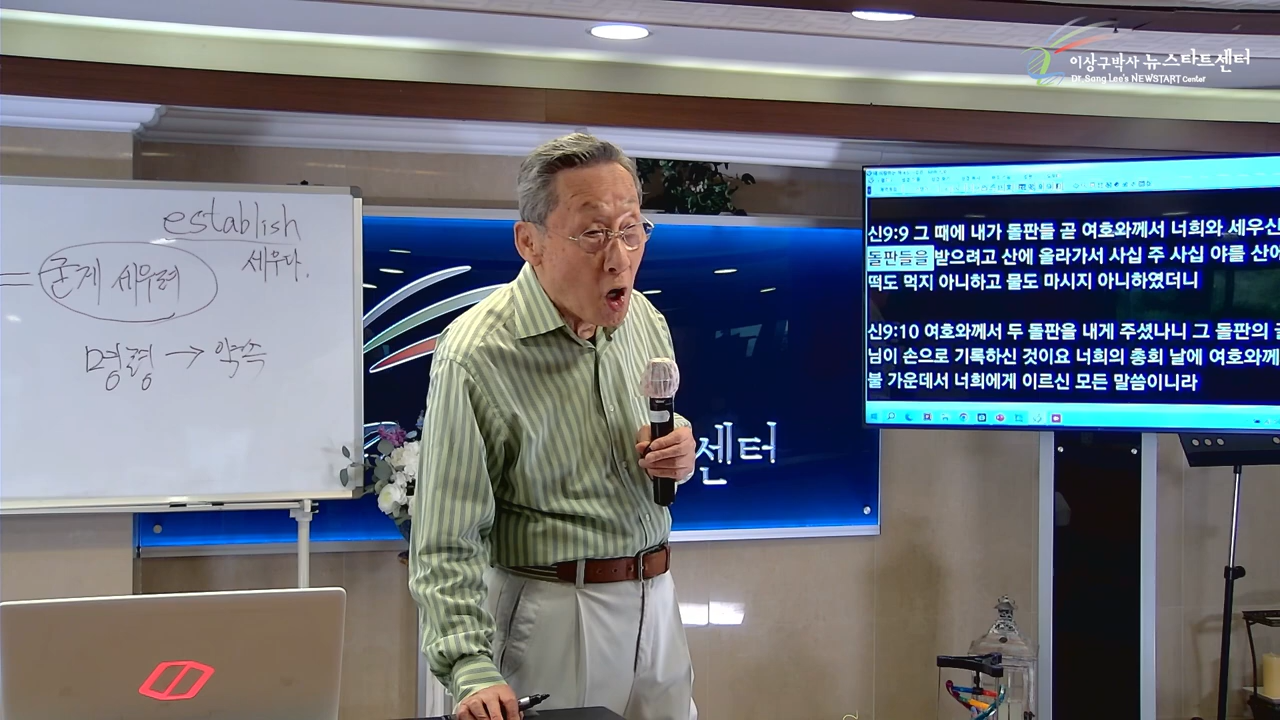 이상구박사 뉴스타트센터
Dr. Sang Lee's NEWSTART Center
establish
세우다.
= 굳게 세우려
명령 → 약속
센터
신9:9 그 때에 내가 돌판들 곧 여호와께서 너희와 세우신
돌판들을 받으려고 산에 올라가서 사십 주 사십 야를 산에
떡도 먹지 아니하고 물도 마시지 아니하였더니
신9:10 여호와께서 두 돌판을 내게 주셨나니 그 돌판의 글
님이 손으로 기록하신 것이요 너희의 총회 날에 여호와께
불 가운데서 너희에게 이르신 모든 말씀이니라